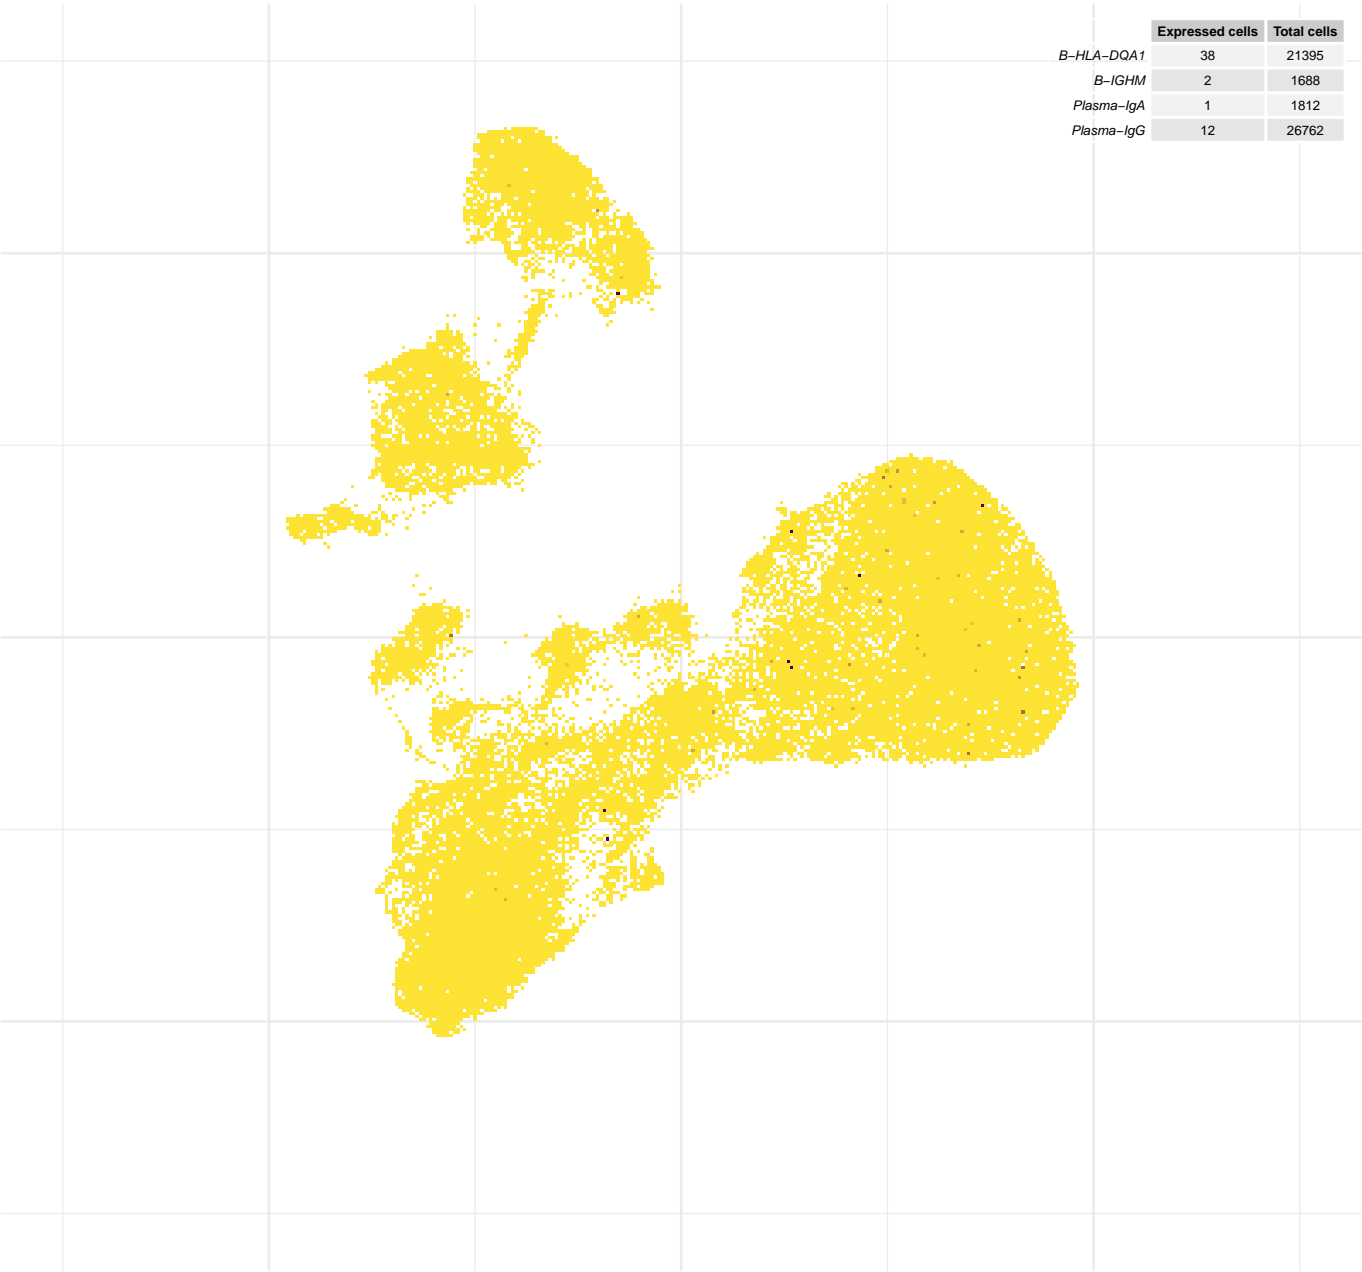 Expressed cells Total cells
B−HLA−DQA1 38 21395
B−IGHM 2 1688
Plasma−IgA 1 1812
Plasma−IgG 12 26762